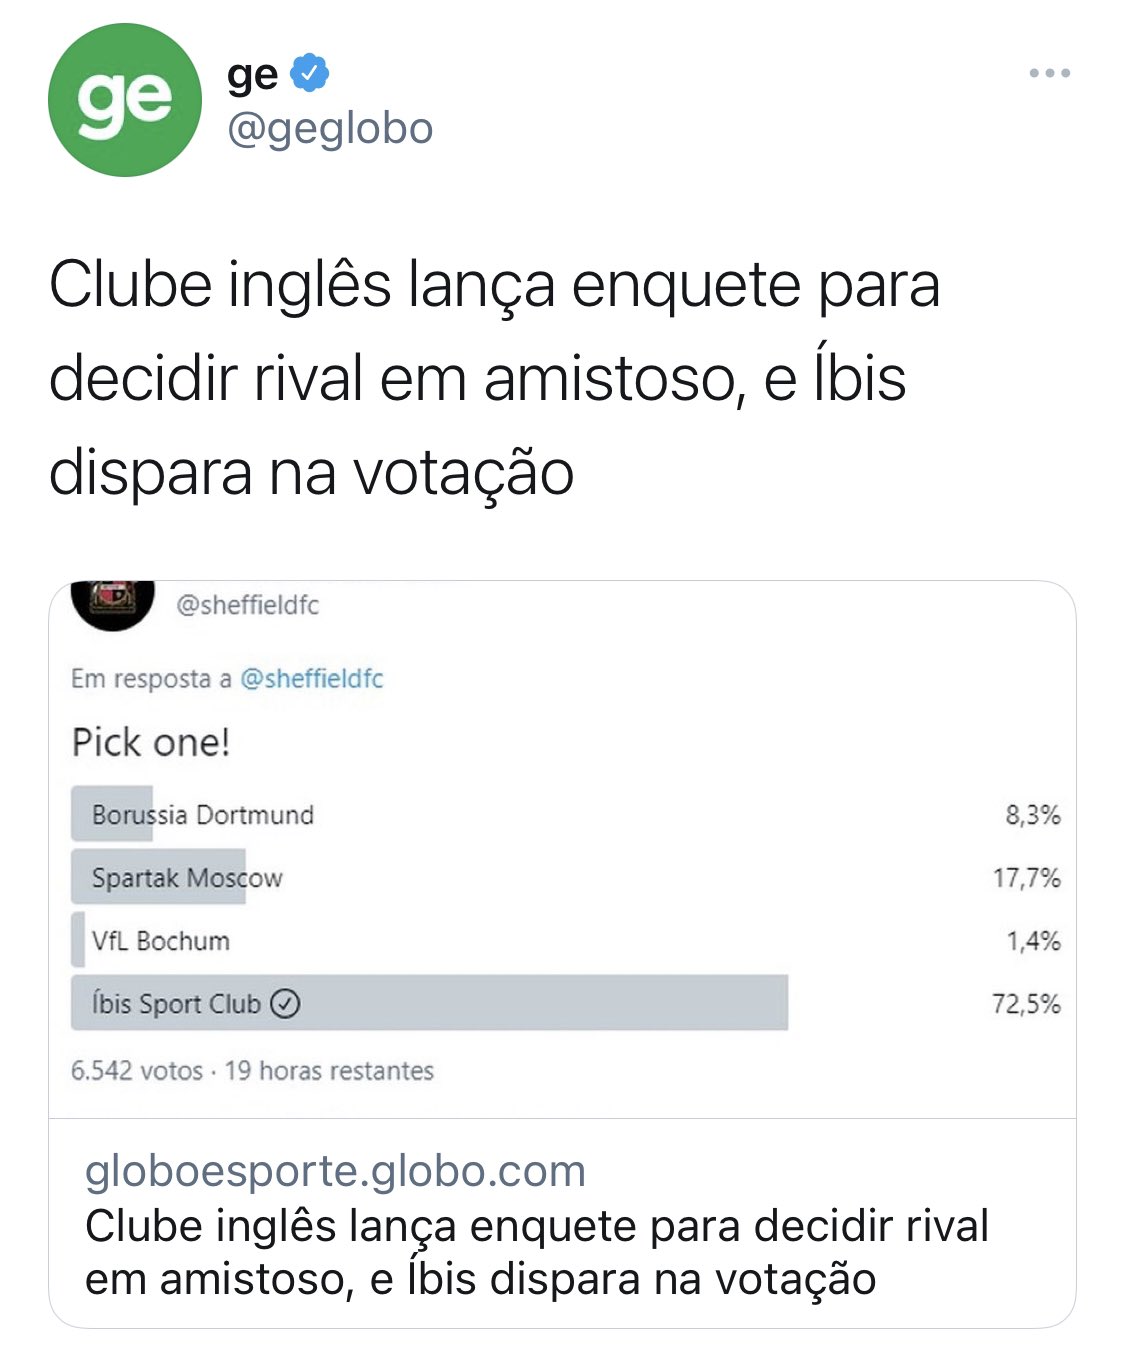 ge
ge
@geglobo
Clube inglês lança enquete para
decidir rival em amistoso, e Íbis
dispara na votação
@sheffieldfc
Em resposta a @sheffieldfc
Pick one!
Borussia Dortmund 8,3%
Spartak Moscow 17,7%
VfL Bochum 1,4%
Íbis Sport Club 72,5%
6.542 votos · 19 horas restantes
globoesporte.globo.com
Clube inglês lança enquete para decidir rival
em amistoso, e Íbis dispara na votação